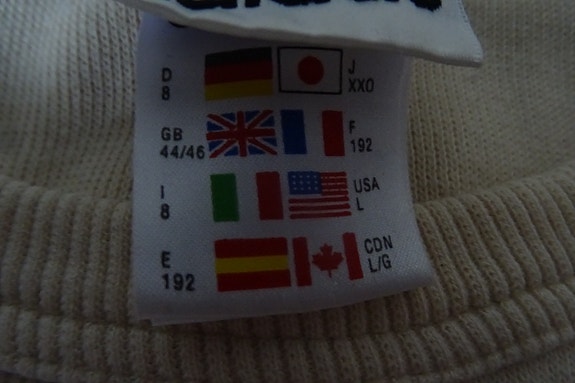 D J
8 XXO
GB F
44/46 192
I USA
8 L
E CDN
192 L/G